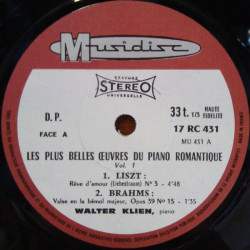 Musidisc
GRAVURE
STEREO
UNIVERSELLE
D.P.
FACE A
33 t. 1/3
HAUTE
FIDELITE
17 RC 431
MU 431 A
LES PLUS BELLES ŒUVRES DU PIANO ROMANTIQUE
Vol. 1
1. LISZT :
Rêve d'amour (Liebestraum) N° 3 - 4'48
2. BRAHMS :
Valse en la bémol majeur, Opus 39 N° 15 - 1'35
WALTER KLIEN, piano